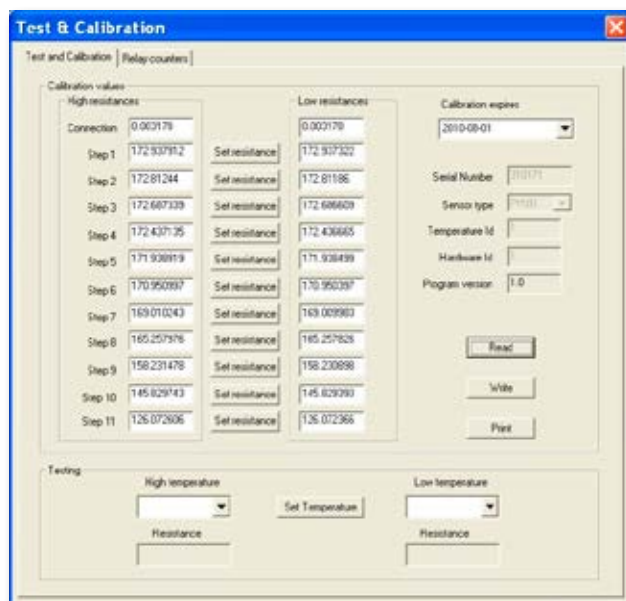 Test & Calibration
Test and Calibration Relay counters
Calibration values
High resistances Low resistances Calibration expires
Connection 0.003178 0.003178 2010-08-01
Step 1 172.937912 Set resistance 172.937322
Step 2 172.81244 Set resistance 172.81186 Serial Number
Step 3 172.687339 Set resistance 172.686609 Sensor type
Step 4 172.437135 Set resistance 172.436665 Temperature Id
Step 5 171.938919 Set resistance 171.938499 Hardware Id
Step 6 170.950997 Set resistance 170.950397 Program version 1.0
Step 7 169.010243 Set resistance 169.009983
Step 8 165.257976 Set resistance 165.257826 Read
Step 9 158.231478 Set resistance 158.230898
Step 10 145.829743 Set resistance 145.829393 Write
Step 11 126.072606 Set resistance 126.072366 Print
Testing
High temperature Low temperature
Set Temperature
Resistance Resistance